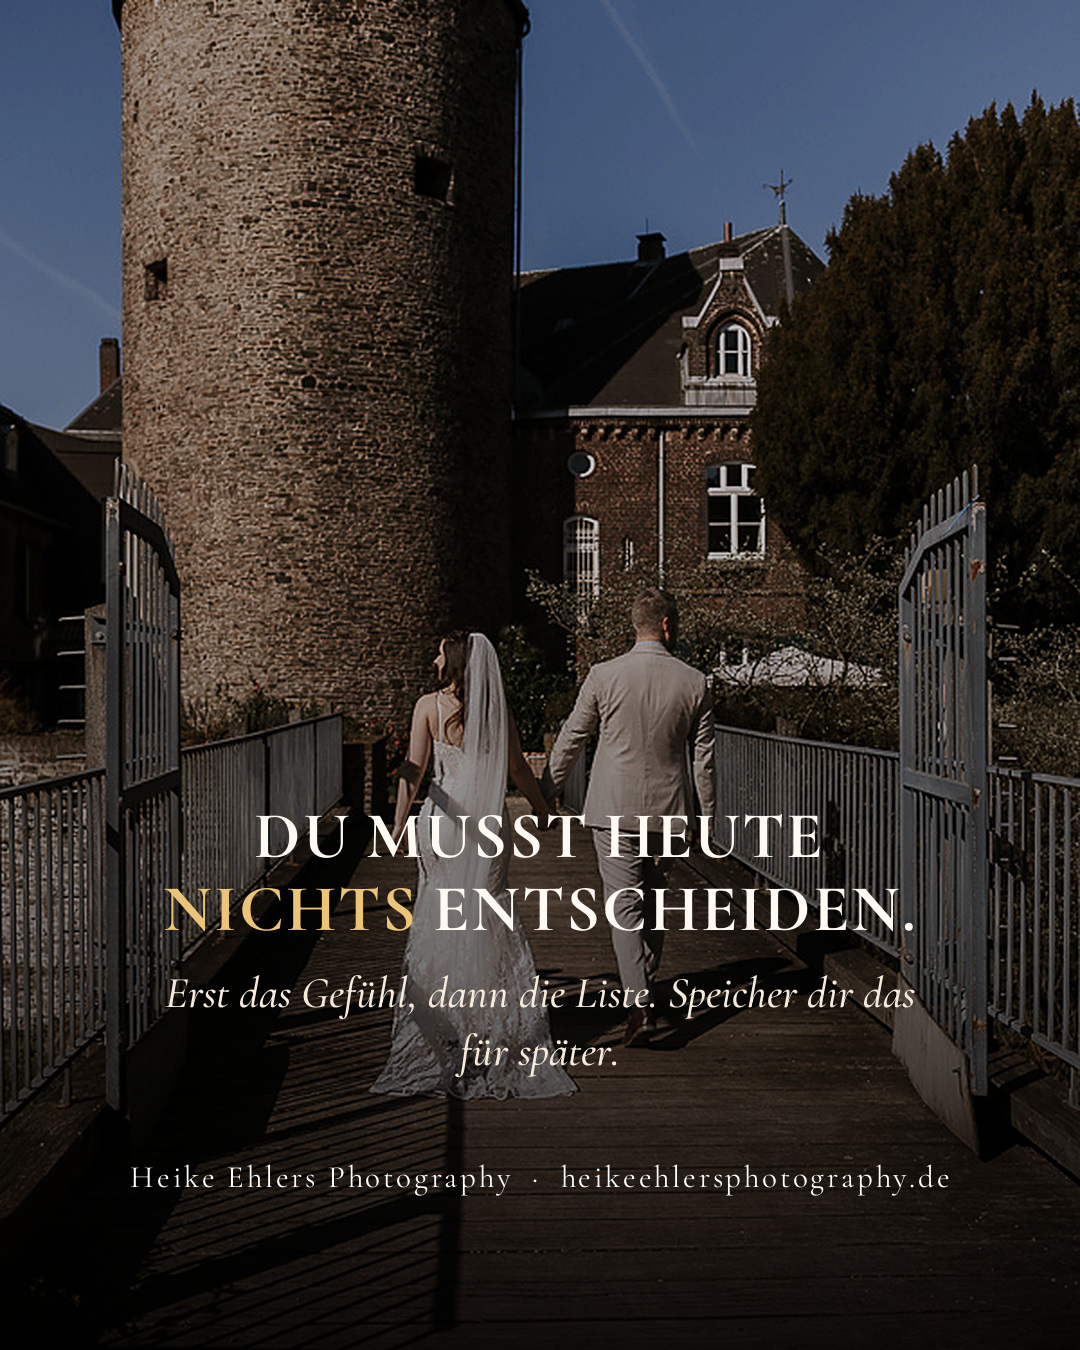 DU MUSST HEUTE
NICHTS ENTSCHEIDEN.
Erst das Gefühl, dann die Liste. Speicher dir das
für später.
Heike Ehlers Photography · heikeehlersphotography.de